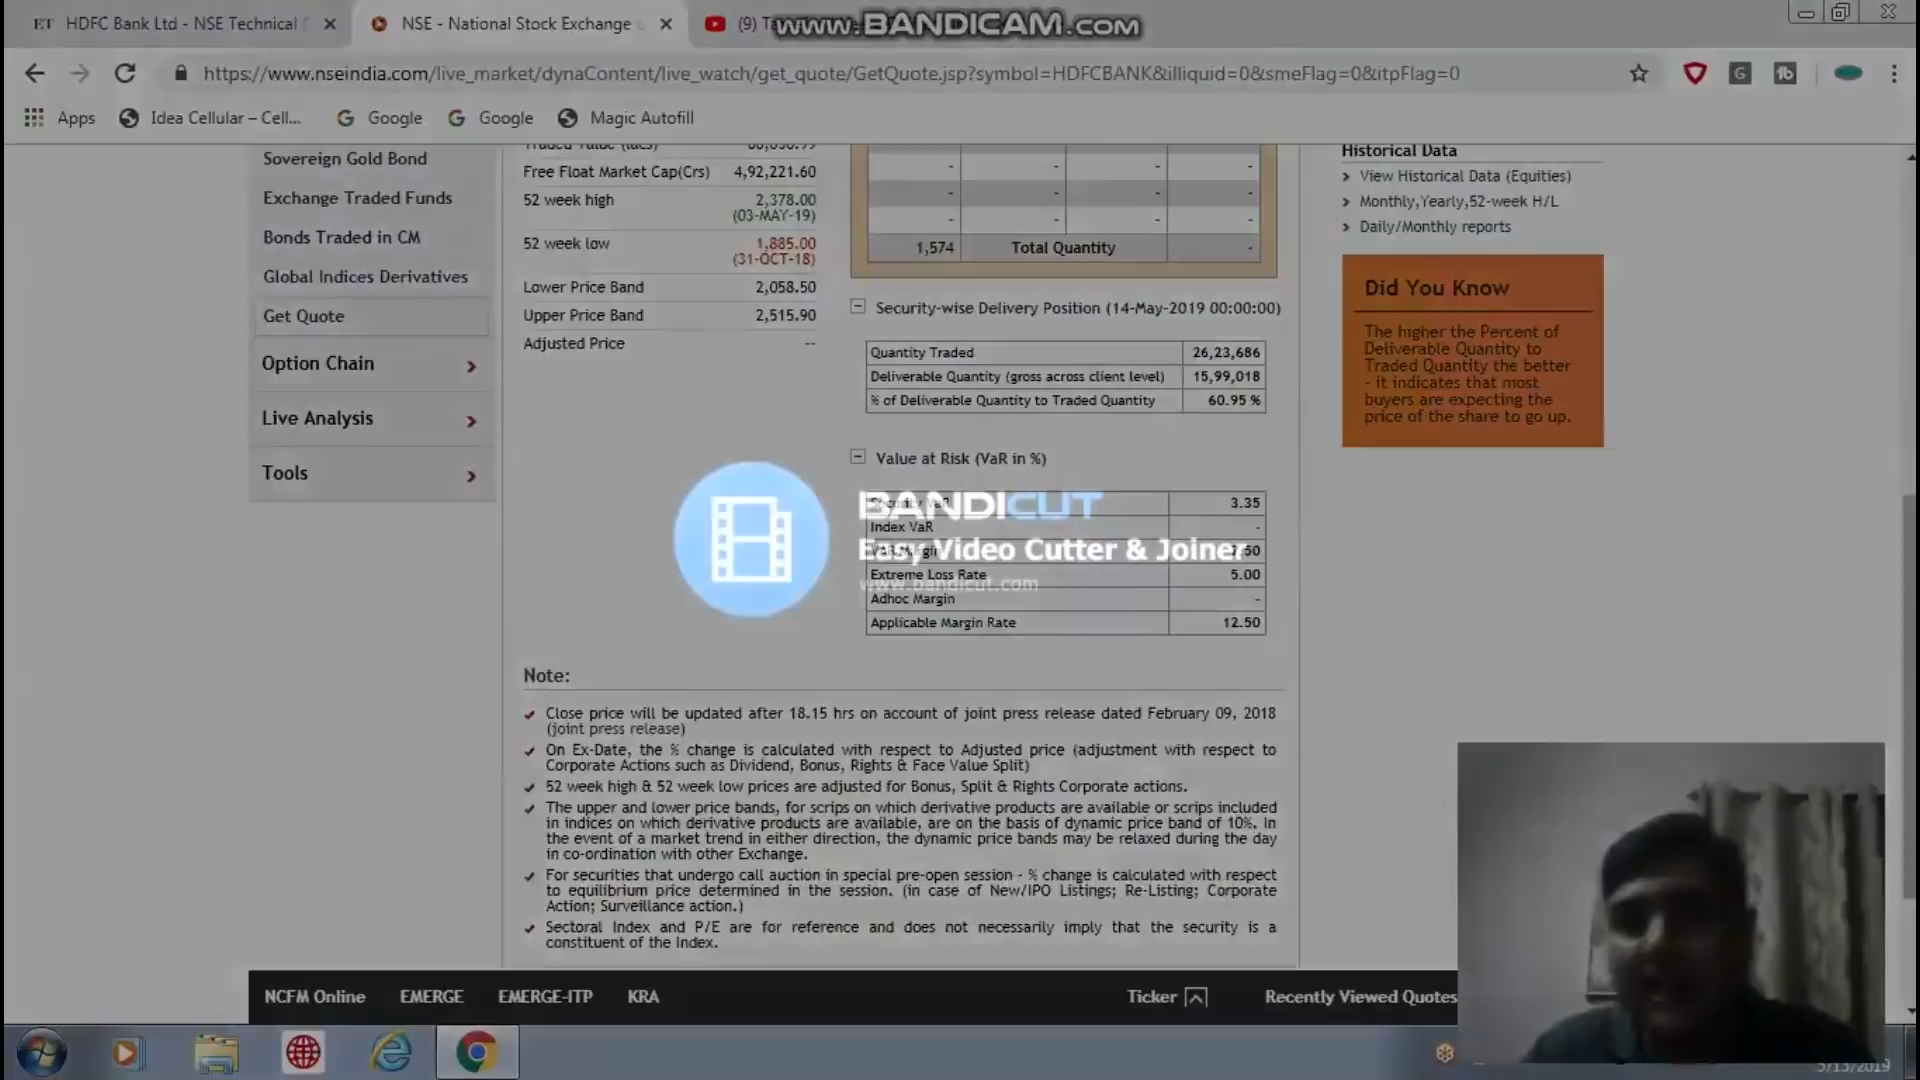 ET HDFC Bank Ltd - NSE Technical
NSE - National Stock Exchange
(9)
www.BANDICAM.com
https://www.nseindia.com/live_market/dynaContent/live_watch/get_quote/GetQuote.jsp?symbol=HDFCBANK&illiquid=0&smeFlag=0&itpFlag=0
Apps
Idea Cellular – Cell...
Google
Google
Magic Autofill
Sovereign Gold Bond
Exchange Traded Funds
Bonds Traded in CM
Global Indices Derivatives
Get Quote
Option Chain
Live Analysis
Tools
Traded Value (lacs)
Free Float Market Cap(Crs) 4,92,221.60
52 week high 2,378.00
(03-MAY-19)
52 week low 1,885.00
(31-OCT-18)
Lower Price Band 2,058.50
Upper Price Band 2,515.90
Adjusted Price --
- - - -
- - - -
- - - -
1,574 Total Quantity -
Security-wise Delivery Position (14-May-2019 00:00:00)
Quantity Traded 26,23,686
Deliverable Quantity (gross across client level) 15,99,018
% of Deliverable Quantity to Traded Quantity 60.95 %
Value at Risk (VaR in %)
Security VaR 3.35
Index VaR -
VaR Margin 7.50
Extreme Loss Rate 5.00
Adhoc Margin -
Applicable Margin Rate 12.50
BANDICUT
Easy Video Cutter & Joiner
www.bandicut.com
Historical Data
View Historical Data (Equities)
Monthly,Yearly,52-week H/L
Daily/Monthly reports
Did You Know
The higher the Percent of
Deliverable Quantity to
Traded Quantity the better
- it indicates that most
buyers are expecting the
price of the share to go up.
Note:
Close price will be updated after 18.15 hrs on account of joint press release dated February 09, 2018
(joint press release)
On Ex-Date, the % change is calculated with respect to Adjusted price (adjustment with respect to
Corporate Actions such as Dividend, Bonus, Rights & Face Value Split)
52 week high & 52 week low prices are adjusted for Bonus, Split & Rights Corporate actions.
The upper and lower price bands, for scrips on which derivative products are available or scrips included
in indices on which derivative products are available, are on the basis of dynamic price band of 10%. In
the event of a market trend in either direction, the dynamic price bands may be relaxed during the day
in co-ordination with other Exchange.
For securities that undergo call auction in special pre-open session - % change is calculated with respect
to equilibrium price determined in the session. (in case of New/IPO Listings; Re-Listing; Corporate
Action; Surveillance action.)
Sectoral Index and P/E are for reference and does not necessarily imply that the security is a
constituent of the Index.
NCFM Online
EMERGE
EMERGE-ITP
KRA
Ticker
Recently Viewed Quotes